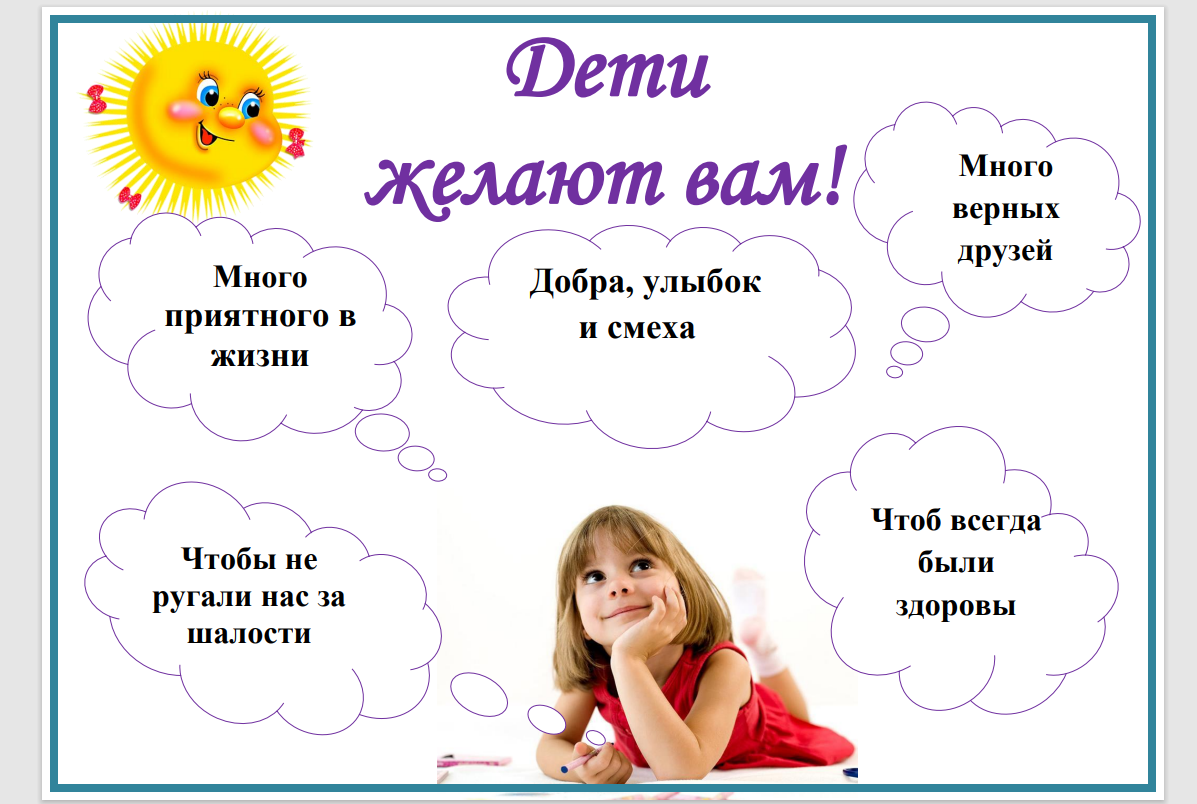 Дети
желают вам!
Много
верных
друзей
Много
приятного в
жизни
Добра, улыбок
и смеха
Чтоб всегда
были
здоровы
Чтобы не
ругали нас за
шалости